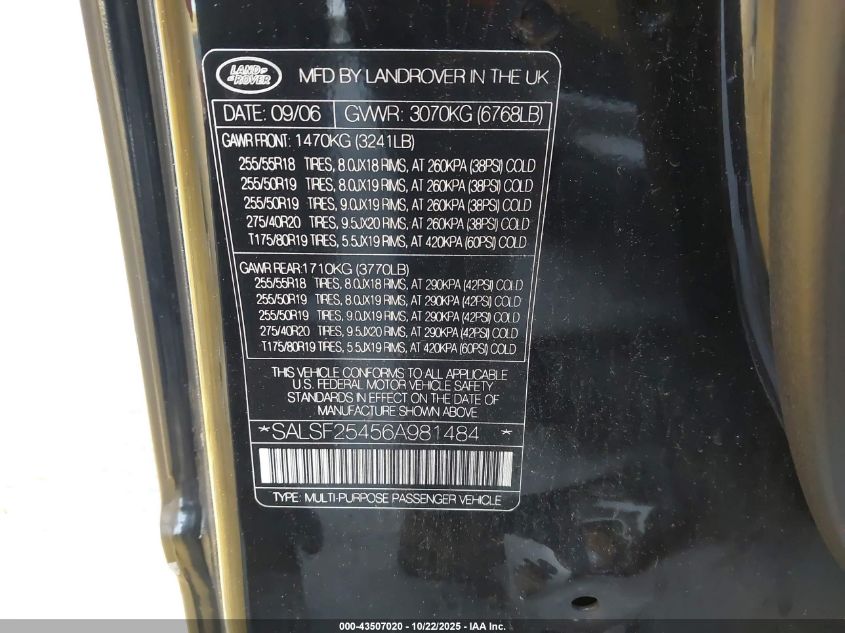 LAND ROVER
MFD BY LANDROVER IN THE UK
DATE: 09/06 GVWR: 3070KG (6768LB)
GAWR FRONT: 1470KG (3241LB)
255/55R18 TIRES, 8.0JX18 RIMS, AT 260KPA (38PSI) COLD
255/50R19 TIRES, 8.0JX19 RIMS, AT 260KPA (38PSI) COLD
255/50R19 TIRES, 9.0JX19 RIMS, AT 260KPA (38PSI) COLD
275/40R20 TIRES, 9.5JX20 RIMS, AT 260KPA (38PSI) COLD
T175/80R19 TIRES, 5.5JX19 RIMS, AT 420KPA (60PSI) COLD
GAWR REAR: 1710KG (3770LB)
255/55R18 TIRES, 8.0JX18 RIMS, AT 290KPA (42PSI) COLD
255/50R19 TIRES, 8.0JX19 RIMS, AT 290KPA (42PSI) COLD
255/50R19 TIRES, 9.0JX19 RIMS, AT 290KPA (42PSI) COLD
275/40R20 TIRES, 9.5JX20 RIMS, AT 290KPA (42PSI) COLD
T175/80R19 TIRES, 5.5JX19 RIMS, AT 420KPA (60PSI) COLD
THIS VEHICLE CONFORMS TO ALL APPLICABLE
U.S. FEDERAL MOTOR VEHICLE SAFETY
STANDARDS IN EFFECT ON THE DATE OF
MANUFACTURE SHOWN ABOVE
*SALSF25456A981484 *
TYPE: MULTI-PURPOSE PASSENGER VEHICLE
000-43507020 - 10/22/2025 - IAA Inc.